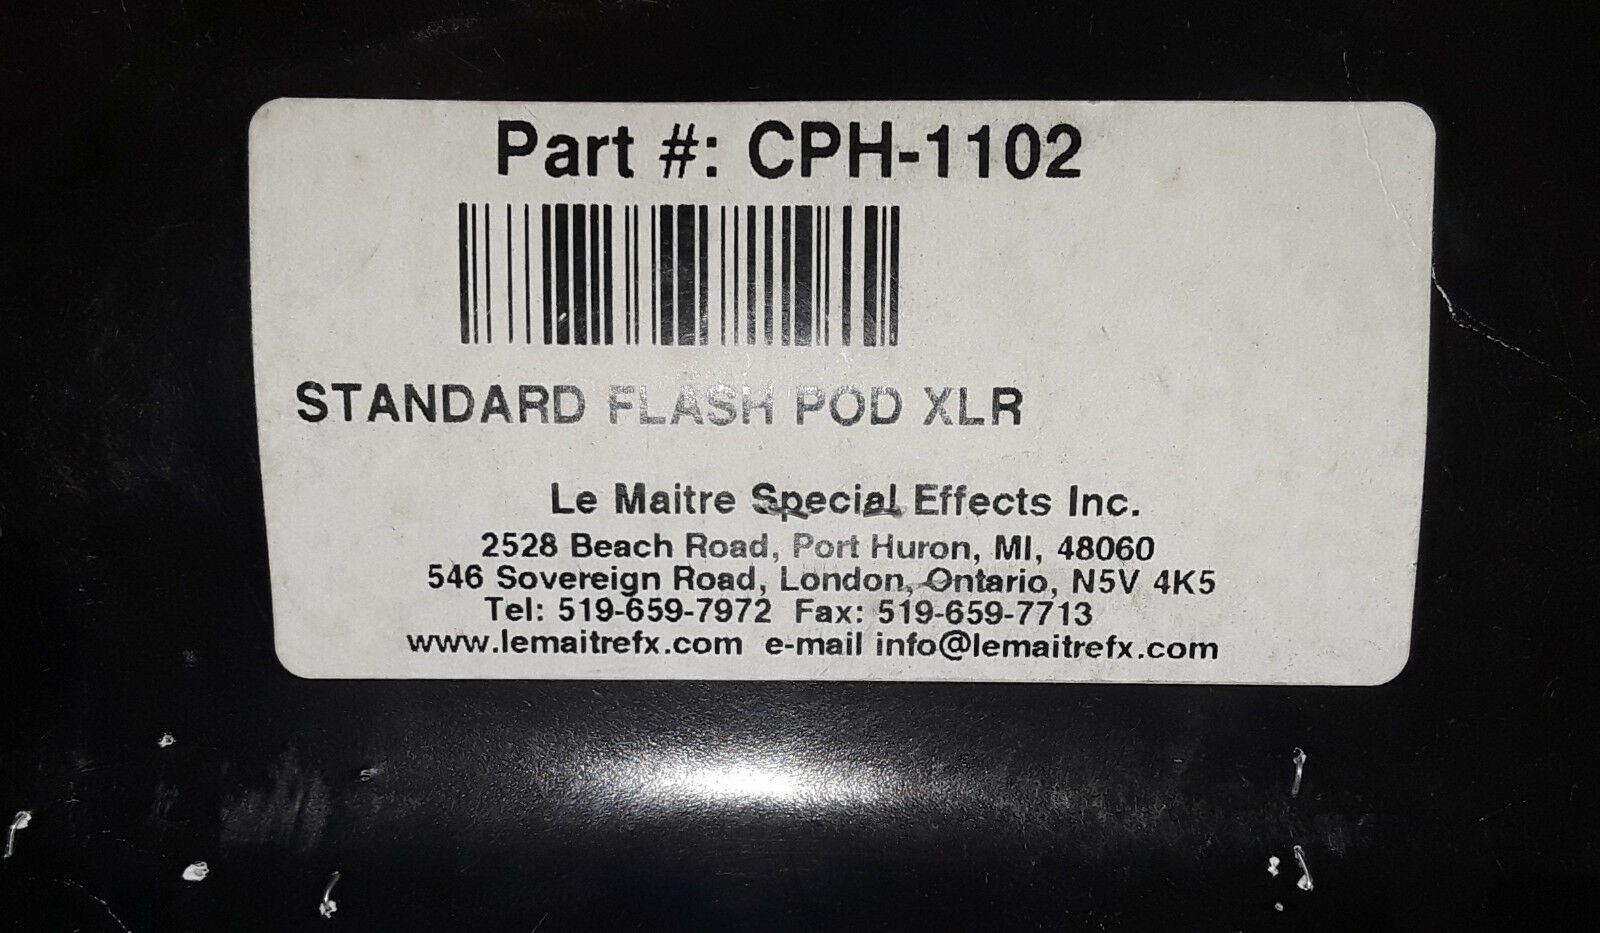 Part #: CPH-1102
STANDARD FLASH POD XLR
Le Maitre Special Effects Inc.
2528 Beach Road, Port Huron, MI, 48060
546 Sovereign Road, London, Ontario, N5V 4K5
Tel: 519-659-7972 Fax: 519-659-7713
www.lemaitrefx.com e-mail info@lemaitrefx.com